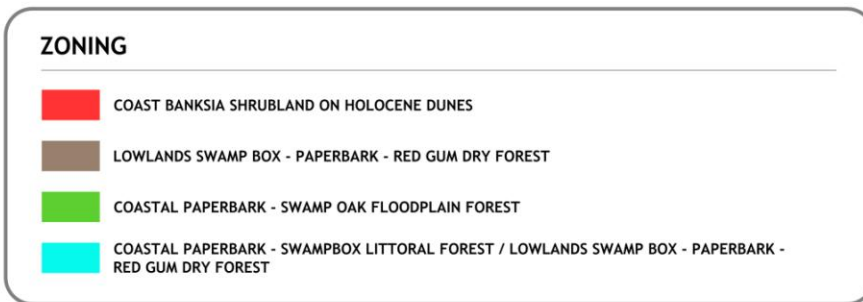 ZONING
COAST BANKSIA SHRUBLAND ON HOLOCENE DUNES
LOWLANDS SWAMP BOX - PAPERBARK - RED GUM DRY FOREST
COASTAL PAPERBARK - SWAMP OAK FLOODPLAIN FOREST
COASTAL PAPERBARK - SWAMPBOX LITTORAL FOREST / LOWLANDS SWAMP BOX - PAPERBARK -
RED GUM DRY FOREST